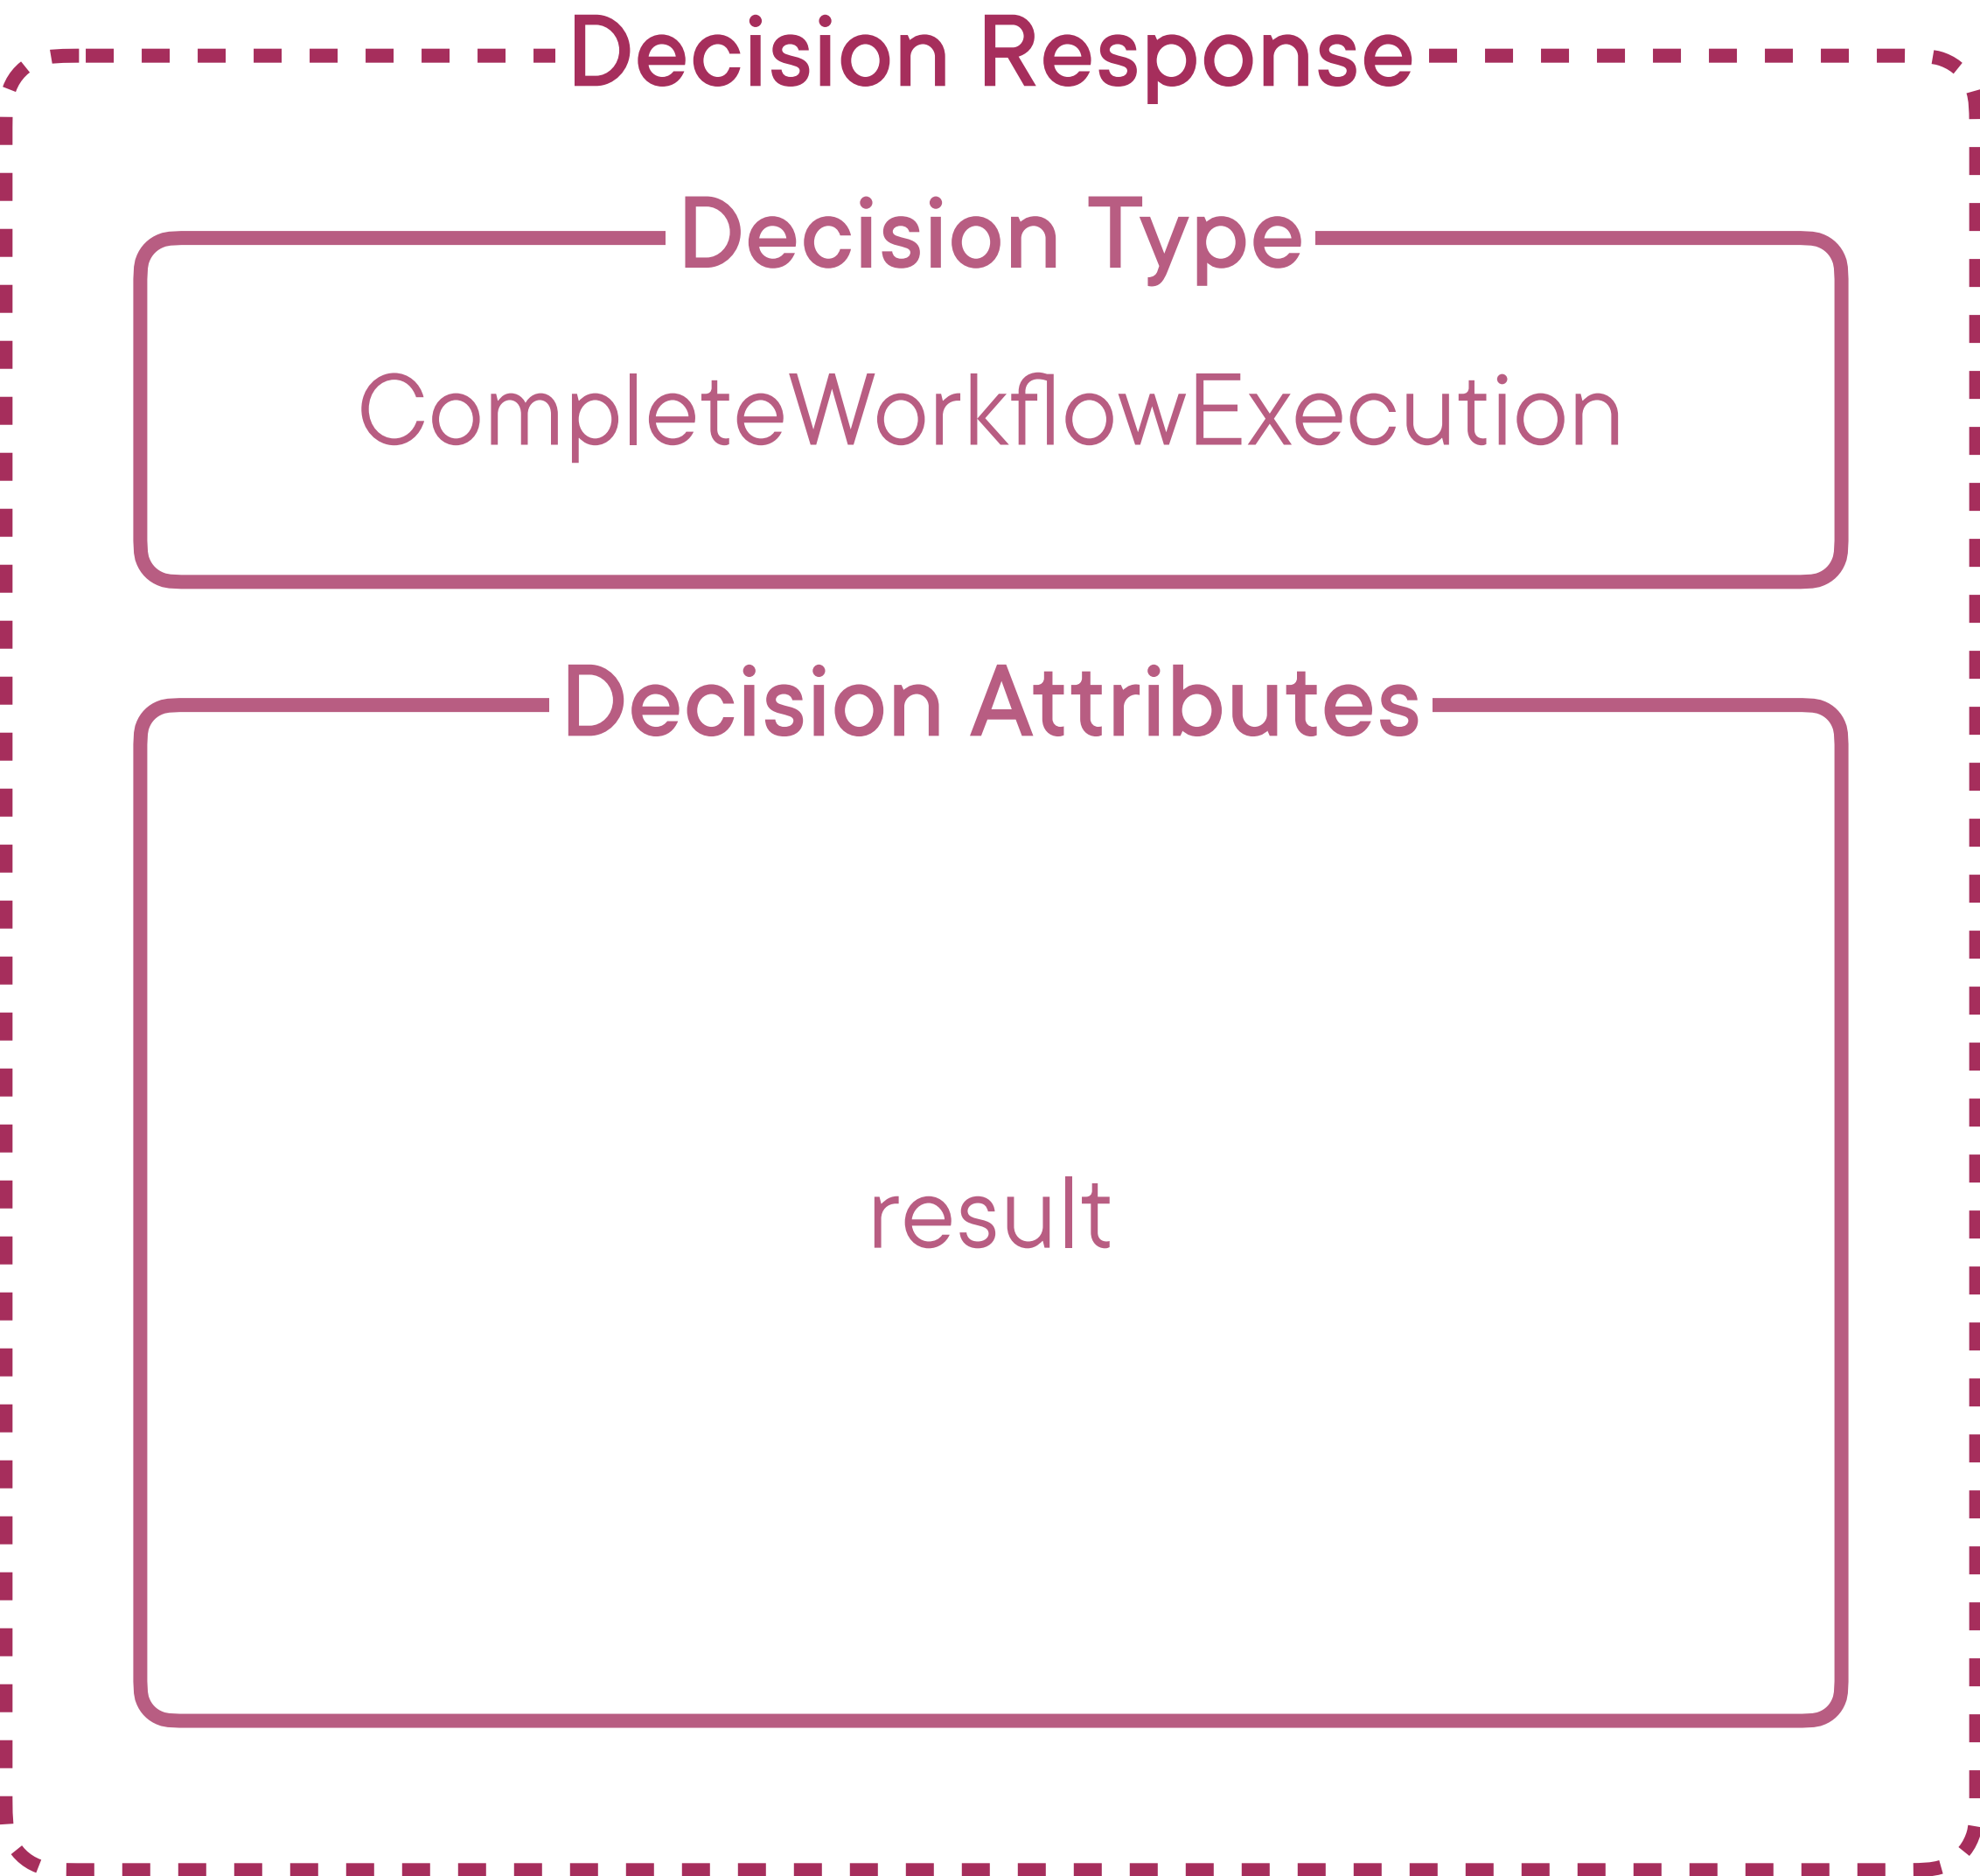 Decision Response
Decision Type
CompleteWorkflowExecution
Decision Attributes
result